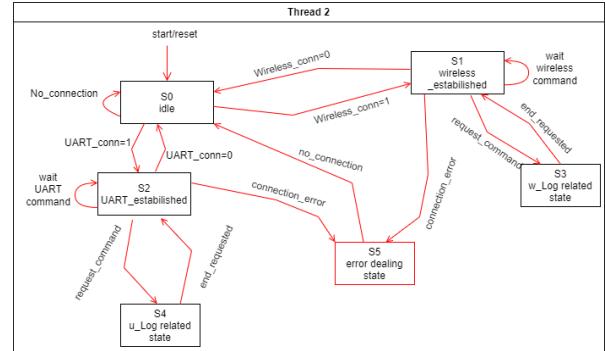 Thread 2
start/reset
S1
wireless
_estabilished
wait
wireless
command
Wireless_conn=0
No_connection
S0
idle
Wireless_conn=1
UART_conn=1
UART_conn=0
no_connection
request_command
end_requested
S3
w_Log related
state
wait
UART
command
S2
UART_estabilished
connection_error
connection_error
S5
error dealing
state
request_command
end_requested
S4
u_Log related
state